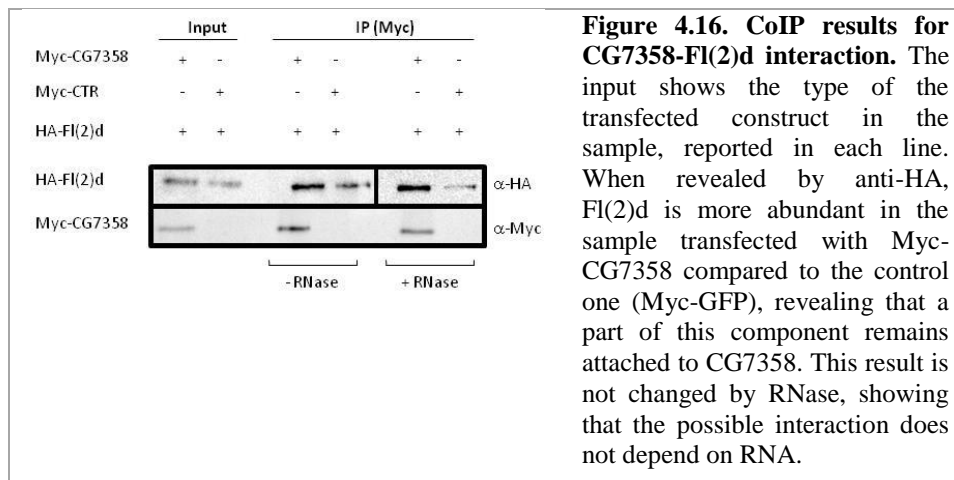 Input IP (Myc)
Myc-CG7358 + - + - + -
Myc-CTR - + - + - +
HA-Fl(2)d + + + + + +
HA-Fl(2)d α-HA
Myc-CG7358 α-Myc
- RNase + RNase
Figure 4.16. CoIP results for
CG7358-Fl(2)d interaction. The
input shows the type of the
transfected construct in the
sample, reported in each line.
When revealed by anti-HA,
Fl(2)d is more abundant in the
sample transfected with Myc-
CG7358 compared to the control
one (Myc-GFP), revealing that a
part of this component remains
attached to CG7358. This result is
not changed by RNase, showing
that the possible interaction does
not depend on RNA.